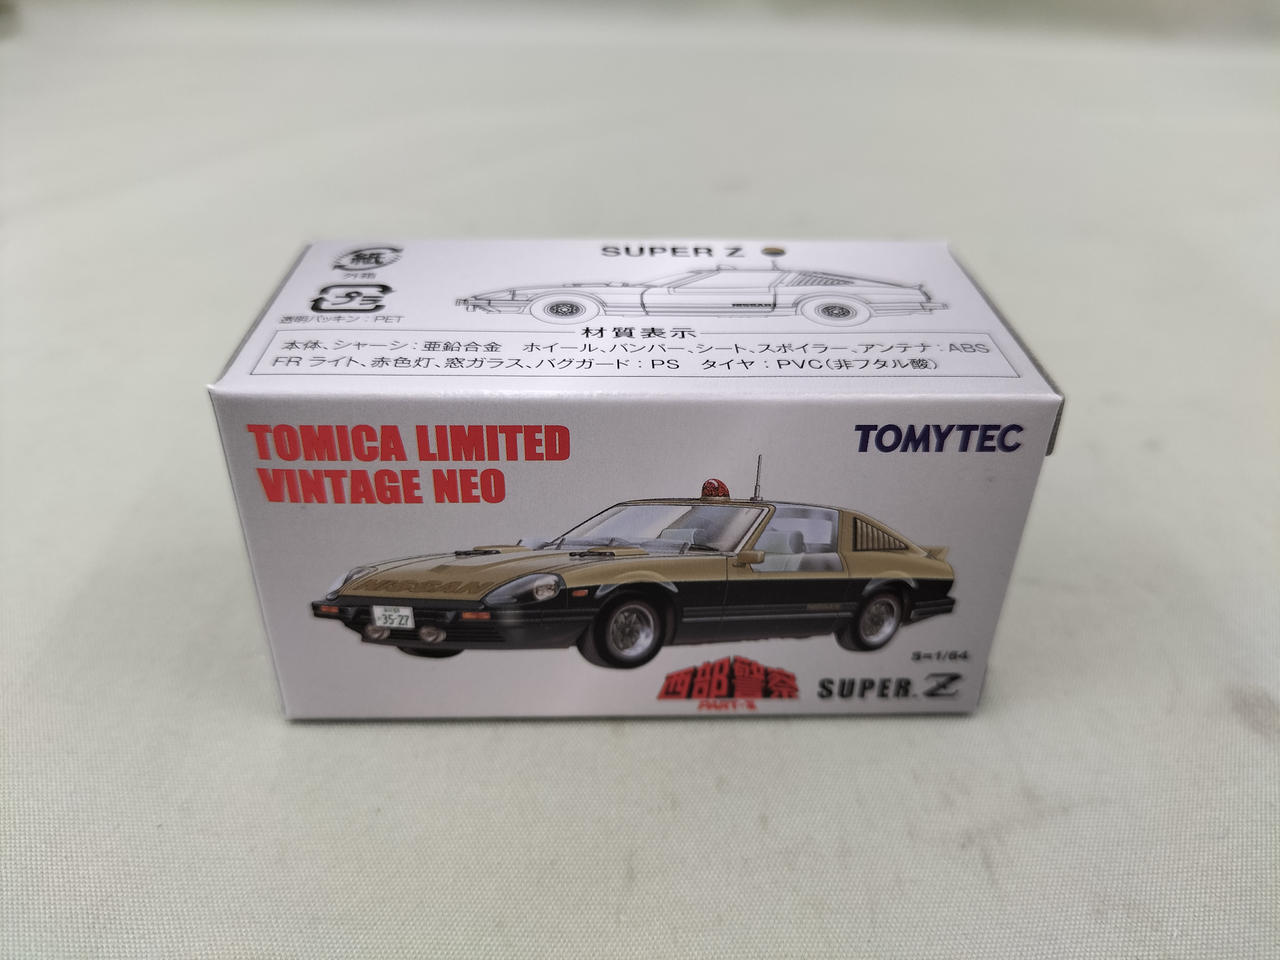 SUPER Z
紙
外箱
プラ
透明パッキン：PET
NISSAN
材質表示
本体、シャーシ：亜鉛合金　ホイール、バンパー、シート、スポイラー、アンテナ：ABS
FR ライト、赤色灯、窓ガラス、バグガード：PS　タイヤ：PVC（非フタル酸）
TOMICA LIMITED
VINTAGE NEO
TOMYTEC
NISSAN
35-27
S=1/64
西部警察
PART-II
SUPER. Z